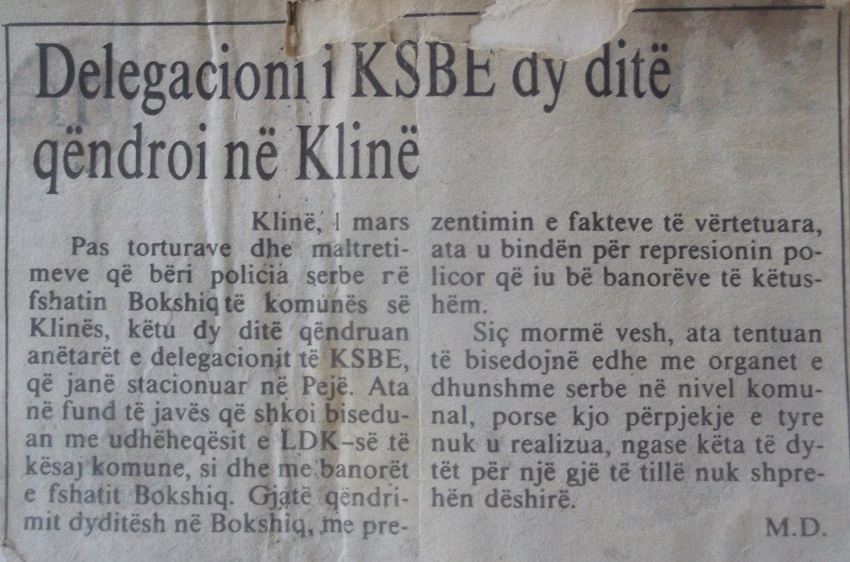 Delegacioni i KSBE dy ditë
qëndroi në Klinë
Klinë, 1 mars
Pas torturave dhe maltreti-
meve që bëri policia serbe në
fshatin Bokshiq të komunës së
Klinës, këtu dy ditë qëndruan
anëtarët e delegacionit të KSBE,
që janë stacionuar në Pejë. Ata
në fund të javës që shkoi bisedu-
an me udhëheqësit e LDK–së të
kësaj komune, si dhe me banorët
e fshatit Bokshiq. Gjatë qëndri-
mit dyditësh në Bokshiq, me pre-
zentimin e fakteve të vërtetuara,
ata u bindën për represionin po-
licor që iu bë banorëve të këtus-
hëm.
Siç mormë vesh, ata tentuan
të bisedojnë edhe me organet e
dhunshme serbe në nivel komu-
nal, porse kjo përpjekje e tyre
nuk u realizua, ngase këta të dy-
tët për një gjë të tillë nuk shpre-
hën dëshirë.
M.D.